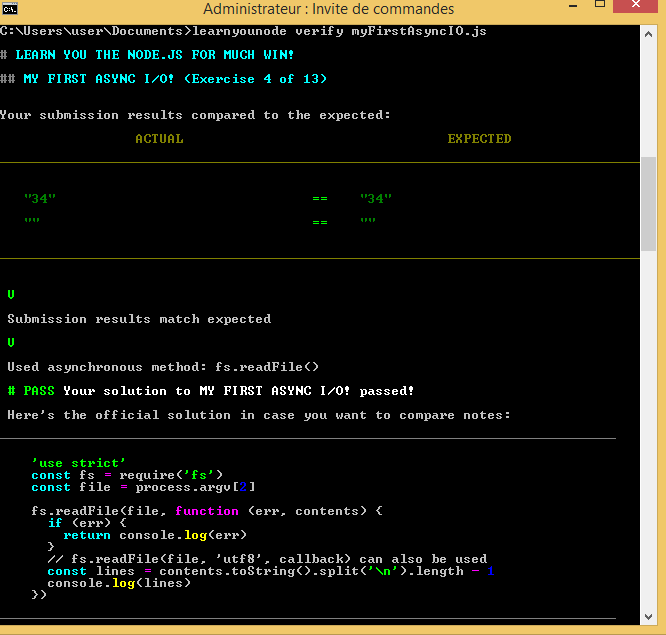 Administrateur : Invite de commandes
C:\Users\user\Documents>learnyounode verify myFirstAsyncIO.js
# LEARN YOU THE NODE.JS FOR MUCH WIN!
## MY FIRST ASYNC I/O! (Exercise 4 of 13)
Your submission results compared to the expected:
ACTUAL EXPECTED
"34" == "34"
"" == ""
V
Submission results match expected
V
Used asynchronous method: fs.readFile()
# PASS Your solution to MY FIRST ASYNC I/O! passed!
Here's the official solution in case you want to compare notes:
'use strict'
const fs = require('fs')
const file = process.argv[2]
fs.readFile(file, function (err, contents) {
if (err) {
return console.log(err)
}
// fs.readFile(file, 'utf8', callback) can also be used
const lines = contents.toString().split('\n').length - 1
console.log(lines)
})